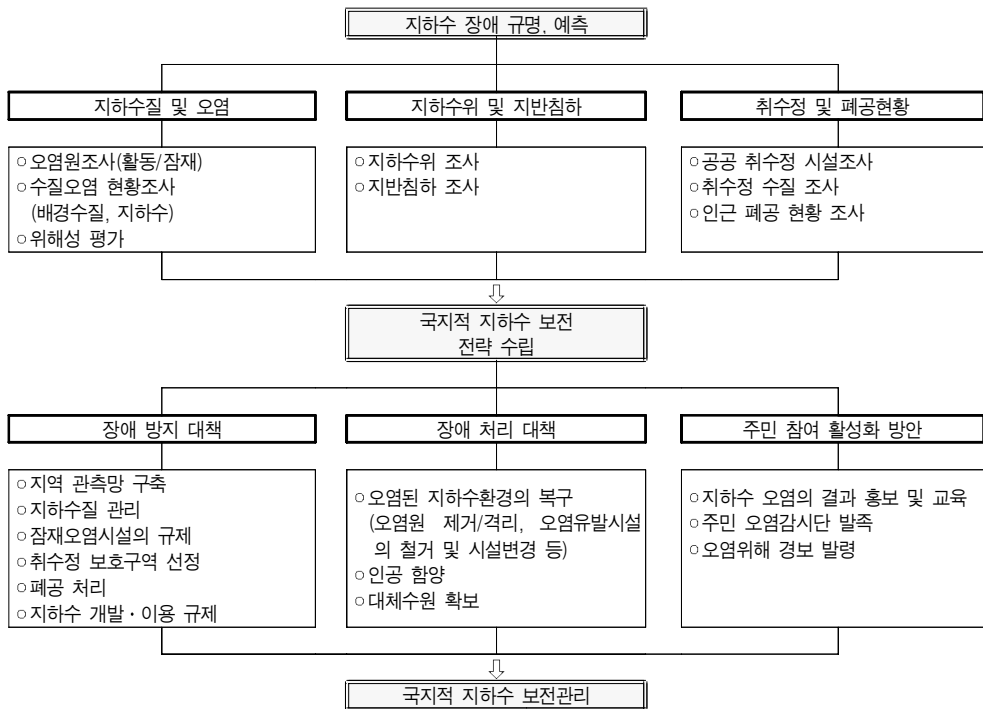 지하수 장애 규명, 예측
지하수질 및 오염
○오염원조사(활동/잠재)
○수질오염 현황조사
(배경수질, 지하수)
○위해성 평가
지하수위 및 지반침하
○지하수위 조사
○지반침하 조사
취수정 및 폐공현황
○공공 취수정 시설조사
○취수정 수질 조사
○인근 폐공 현황 조사
국지적 지하수 보전
전략 수립
장애 방지 대책
○지역 관측망 구축
○지하수질 관리
○잠재오염시설의 규제
○취수정 보호구역 선정
○폐공 처리
○지하수 개발·이용 규제
장애 처리 대책
○오염된 지하수환경의 복구
(오염원 제거/격리, 오염유발시설
의 철거 및 시설변경 등)
○인공 함양
○대체수원 확보
주민 참여 활성화 방안
○지하수 오염의 결과 홍보 및 교육
○주민 오염감시단 발족
○오염위해 경보 발령
국지적 지하수 보전관리